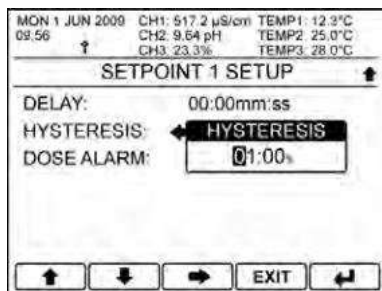 MON 1 JUN 2009 CH1: 517.2 µS/cm TEMP1: 12.3°C
09:56 CH2: 9.64 pH TEMP2: 25.0°C
CH3: 23.3% TEMP3: 28.0°C
SETPOINT 1 SETUP
DELAY: 00:00mm:ss
HYSTERESIS: HYSTERESIS
DOSE ALARM: 01:00
EXIT